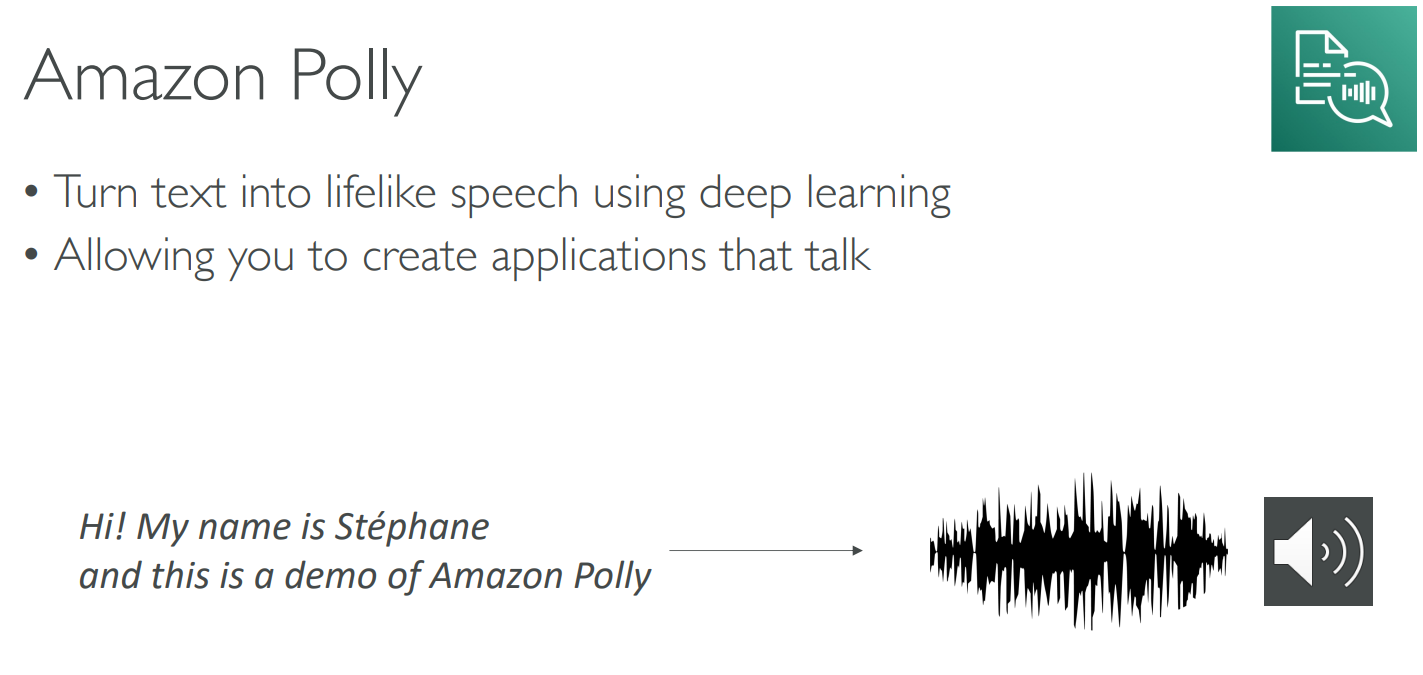 Amazon Polly
• Turn text into lifelike speech using deep learning
• Allowing you to create applications that talk
Hi! My name is Stéphane
and this is a demo of Amazon Polly